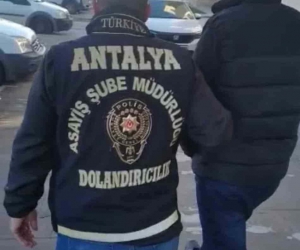 TÜRKİYE
ANTALYA
ASAYİŞ ŞUBE MÜDÜRLÜĞÜ
POLİS
DOLANDIRICILIK